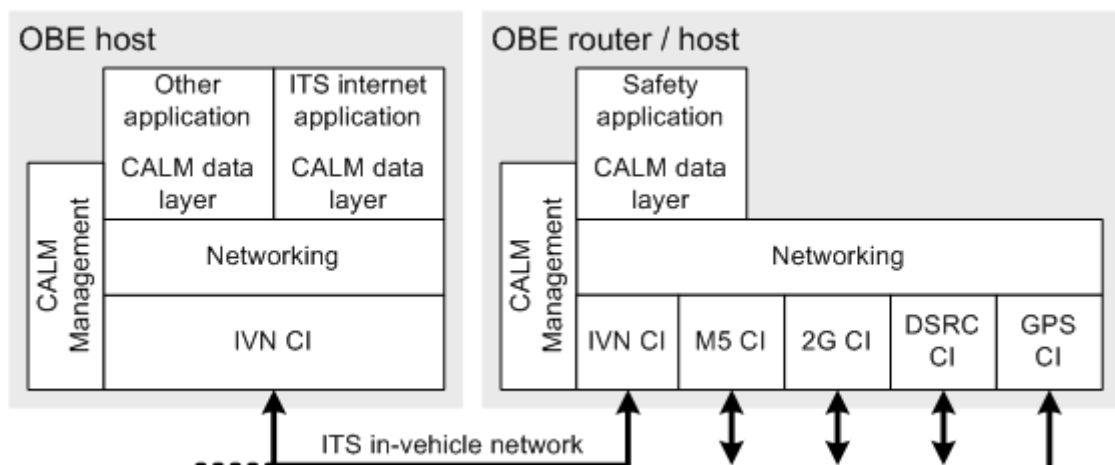 OBE host
Other
application
CALM data
layer
ITS internet
application
CALM data
layer
CALM
Management
Networking
IVN CI
OBE router / host
Safety
application
CALM data
layer
CALM
Management
Networking
IVN CI
M5 CI
2G CI
DSRC
CI
GPS
CI
ITS in-vehicle network